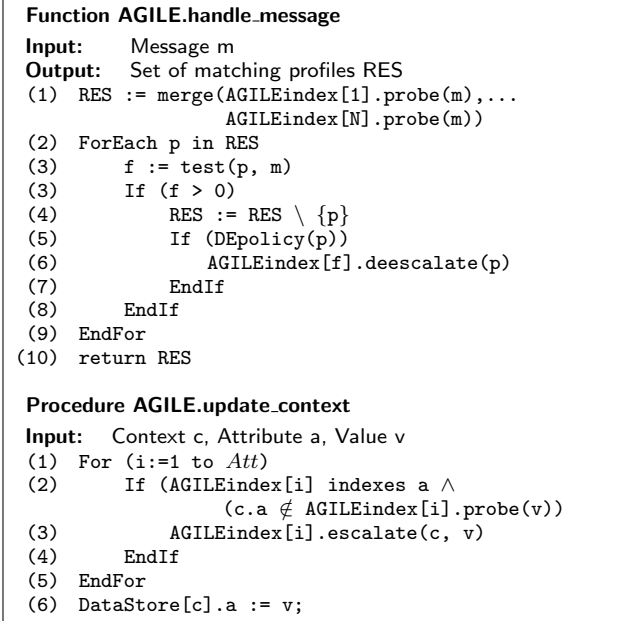 Function AGILE.handle_message
Input: Message m
Output: Set of matching profiles RES
(1) RES := merge(AGILEindex[1].probe(m),...
AGILEindex[N].probe(m))
(2) ForEach p in RES
(3) f := test(p, m)
(3) If (f > 0)
(4) RES := RES \ {p}
(5) If (DEpolicy(p))
(6) AGILEindex[f].deescalate(p)
(7) EndIf
(8) EndIf
(9) EndFor
(10) return RES
Procedure AGILE.update_context
Input: Context c, Attribute a, Value v
(1) For (i:=1 to Att)
(2) If (AGILEindex[i] indexes a ∧
(c.a ∉ AGILEindex[i].probe(v))
(3) AGILEindex[i].escalate(c, v)
(4) EndIf
(5) EndFor
(6) DataStore[c].a := v;